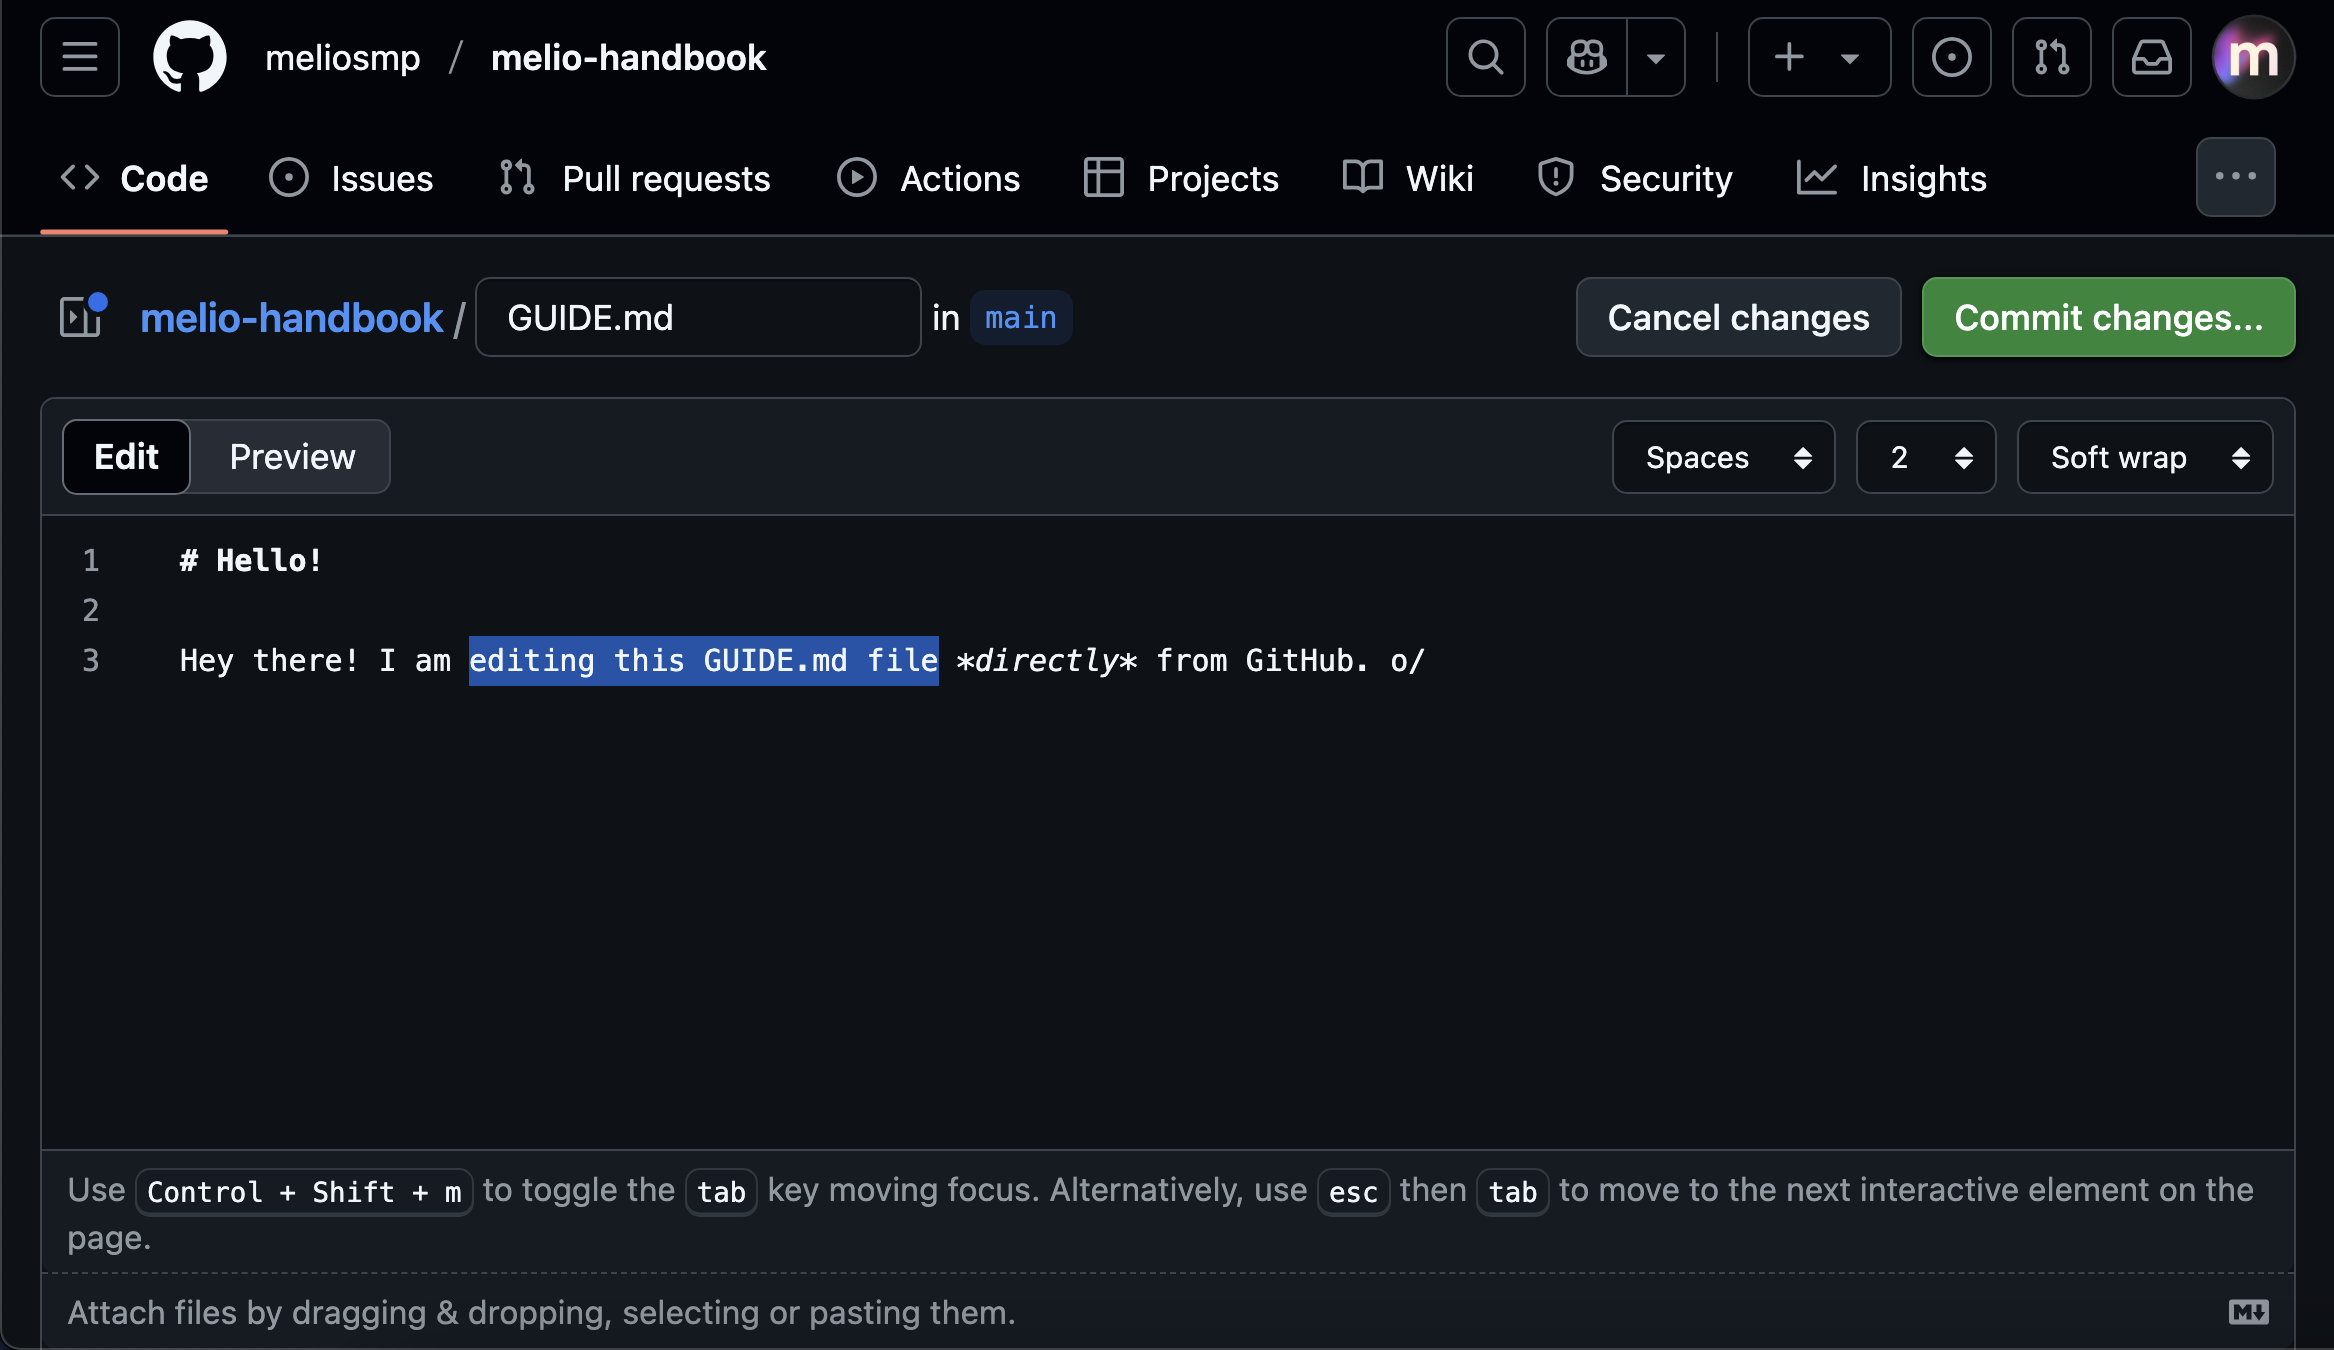 meliosmp / melio-handbook
m
Code Issues Pull requests Actions Projects Wiki Security Insights
melio-handbook / GUIDE.md in main Cancel changes Commit changes...
Edit Preview Spaces 2 Soft wrap
1 # Hello!
2
3 Hey there! I am editing this GUIDE.md file *directly* from GitHub. o/
Use Control + Shift + m to toggle the tab key moving focus. Alternatively, use esc then tab to move to the next interactive element on the
page.
Attach files by dragging & dropping, selecting or pasting them.